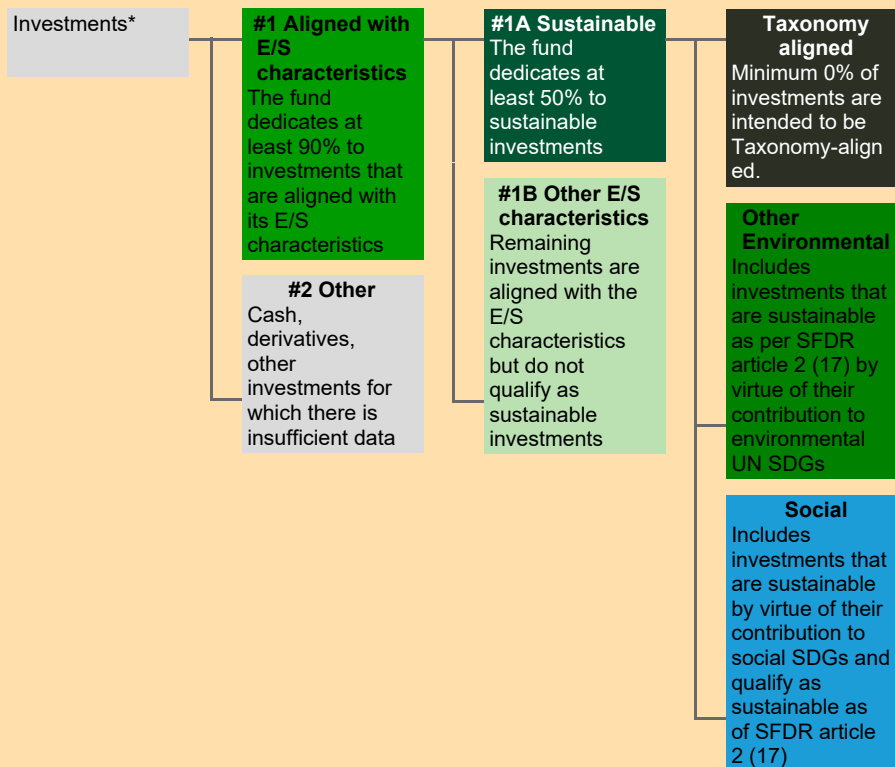 Investments*
#1 Aligned with
E/S
characteristics
The fund
dedicates at
least 90% to
investments that
are aligned with
its E/S
characteristics
#2 Other
Cash,
derivatives,
other
investments for
which there is
insufficient data
#1A Sustainable
The fund
dedicates at
least 50% to
sustainable
investments
#1B Other E/S
characteristics
Remaining
investments are
aligned with the
E/S
characteristics
but do not
qualify as
sustainable
investments
Taxonomy
aligned
Minimum 0% of
investments are
intended to be
Taxonomy-align
ed.
Other
Environmental
Includes
investments that
are sustainable
as per SFDR
article 2 (17) by
virtue of their
contribution to
environmental
UN SDGs
Social
Includes
investments that
are sustainable
by virtue of their
contribution to
social SDGs and
qualify as
sustainable as
of SFDR article
2 (17)